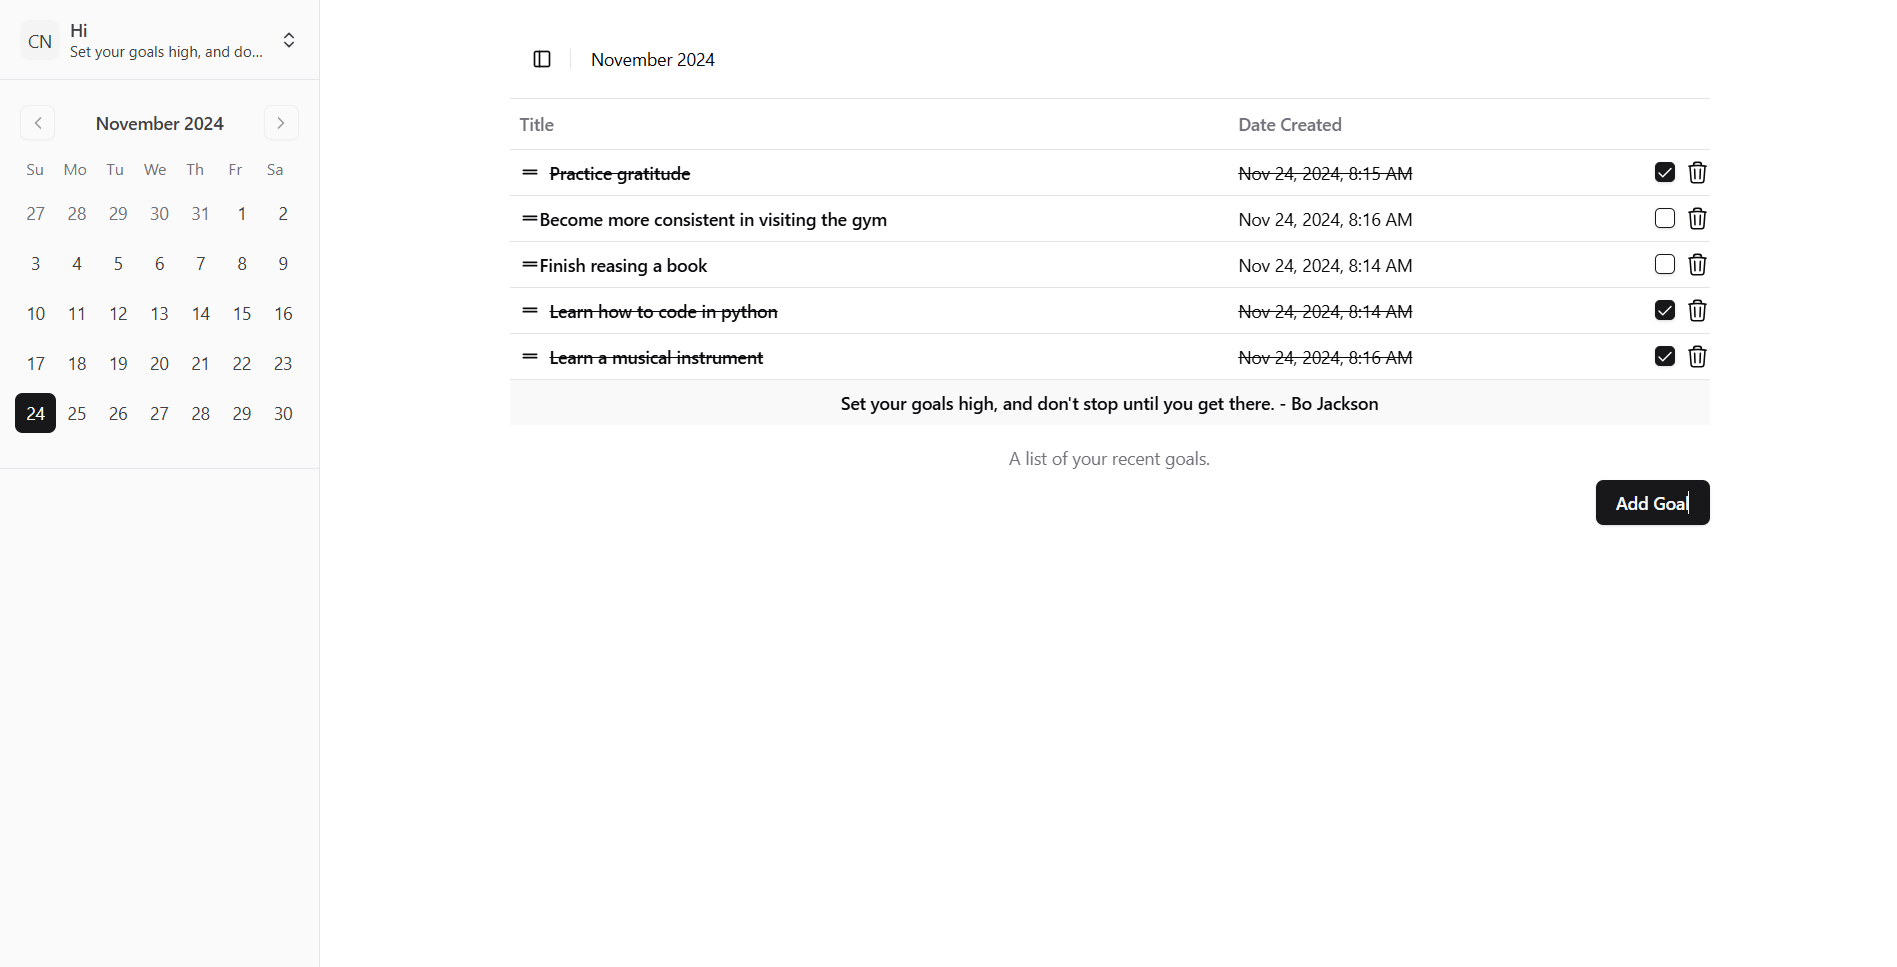 CN
Hi
Set your goals high, and do...
November 2024
Su Mo Tu We Th Fr Sa
27 28 29 30 31 1 2
3 4 5 6 7 8 9
10 11 12 13 14 15 16
17 18 19 20 21 22 23
24 25 26 27 28 29 30
November 2024
Title Date Created
Practice gratitude Nov 24, 2024, 8:15 AM
Become more consistent in visiting the gym Nov 24, 2024, 8:16 AM
Finish reasing a book Nov 24, 2024, 8:14 AM
Learn how to code in python Nov 24, 2024, 8:14 AM
Learn a musical instrument Nov 24, 2024, 8:16 AM
Set your goals high, and don't stop until you get there. - Bo Jackson
A list of your recent goals.
Add Goal